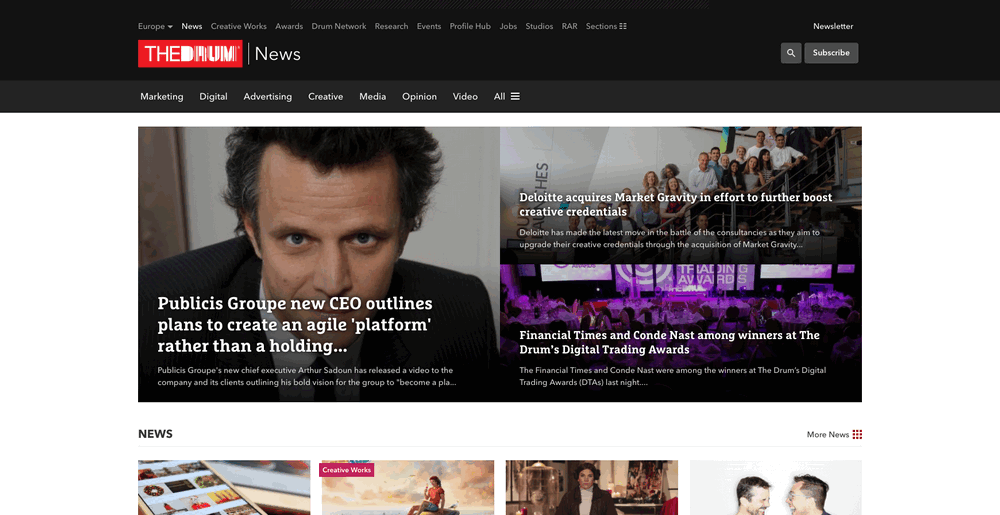 Europe News Creative Works Awards Drum Network Research Events Profile Hub Jobs Studios RAR Sections Newsletter
THE DRUM News Subscribe
Marketing Digital Advertising Creative Media Opinion Video All
Publicis Groupe new CEO outlines
plans to create an agile 'platform'
rather than a holding...
Publicis Groupe's new chief executive Arthur Sadoun has released a video to the
company and its clients outlining his bold vision for the group to "become a pla...
Deloitte acquires Market Gravity in effort to further boost
creative credentials
Deloitte has made the latest move in the battle of the consultancies as they aim to
upgrade their creative credentials through the acquisition of Market Gravity...
TRADING
AWARDS
Financial Times and Conde Nast among winners at The
Drum's Digital Trading Awards
The Financial Times and Conde Nast were among the winners at The Drum's Digital
Trading Awards (DTAs) last night....
NEWS More News
Creative Works